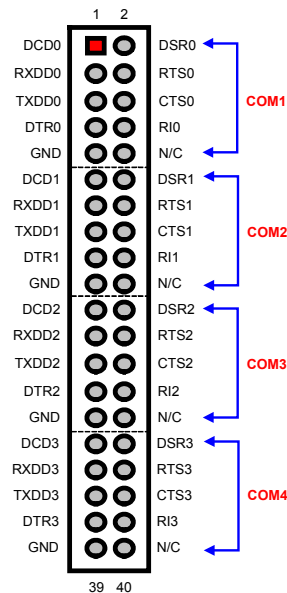 1 2
DCD0 DSR0
RXDD0 RTS0
TXDD0 CTS0
COM1
DTR0 RI0
GND N/C
DCD1 DSR1
RXDD1 RTS1
TXDD1 CTS1
COM2
DTR1 RI1
GND N/C
DCD2 DSR2
RXDD2 RTS2
TXDD2 CTS2
COM3
DTR2 RI2
GND N/C
DCD3 DSR3
RXDD3 RTS3
TXDD3 CTS3
COM4
DTR3 RI3
GND N/C
39 40